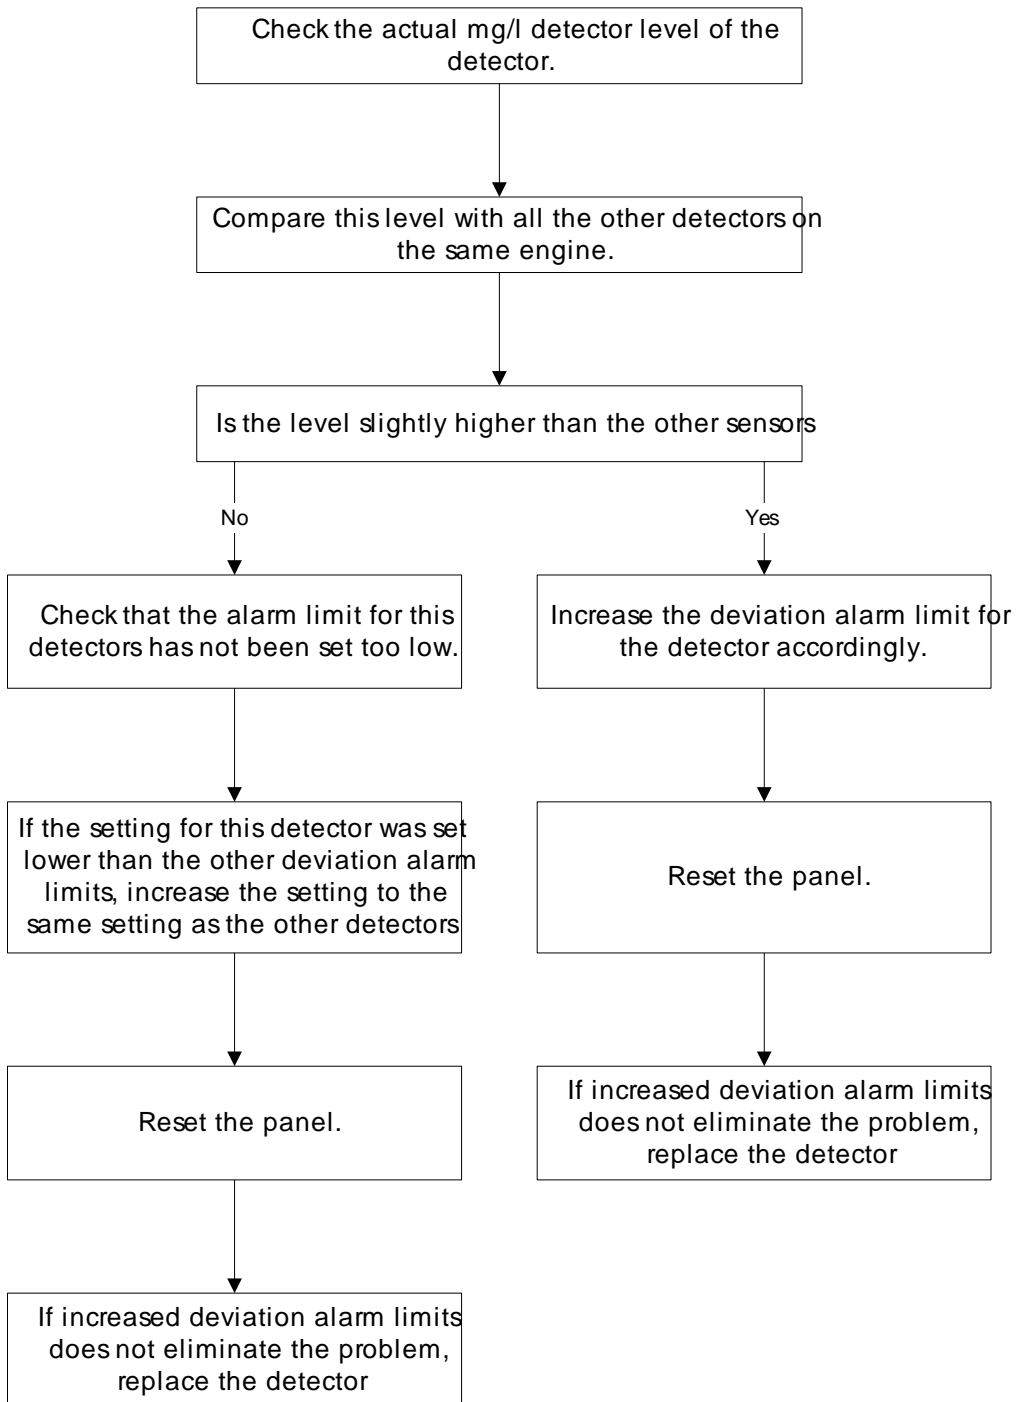 Check the actual mg/l detector level of the
detector.
Compare this level with all the other detectors on
the same engine.
Is the level slightly higher than the other sensors
No
Yes
Check that the alarm limit for this
detectors has not been set too low.
Increase the deviation alarm limit for
the detector accordingly.
If the setting for this detector was set
lower than the other deviation alarm
limits, increase the setting to the
same setting as the other detectors
Reset the panel.
Reset the panel.
If increased deviation alarm limits
does not eliminate the problem,
replace the detector
If increased deviation alarm limits
does not eliminate the problem,
replace the detector